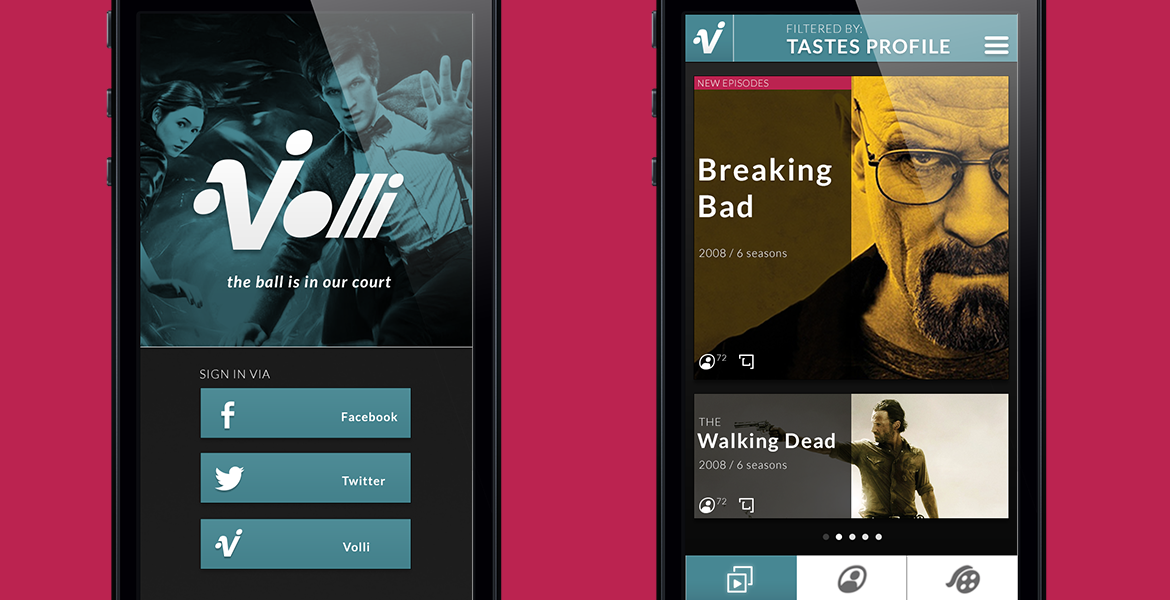 Volli
the ball is in our court
SIGN IN VIA
Facebook
Twitter
Volli
FILTERED BY:
TASTES PROFILE
NEW EPISODES
Breaking
Bad
2008 / 6 seasons
72
THE
Walking Dead
2008 / 6 seasons
72